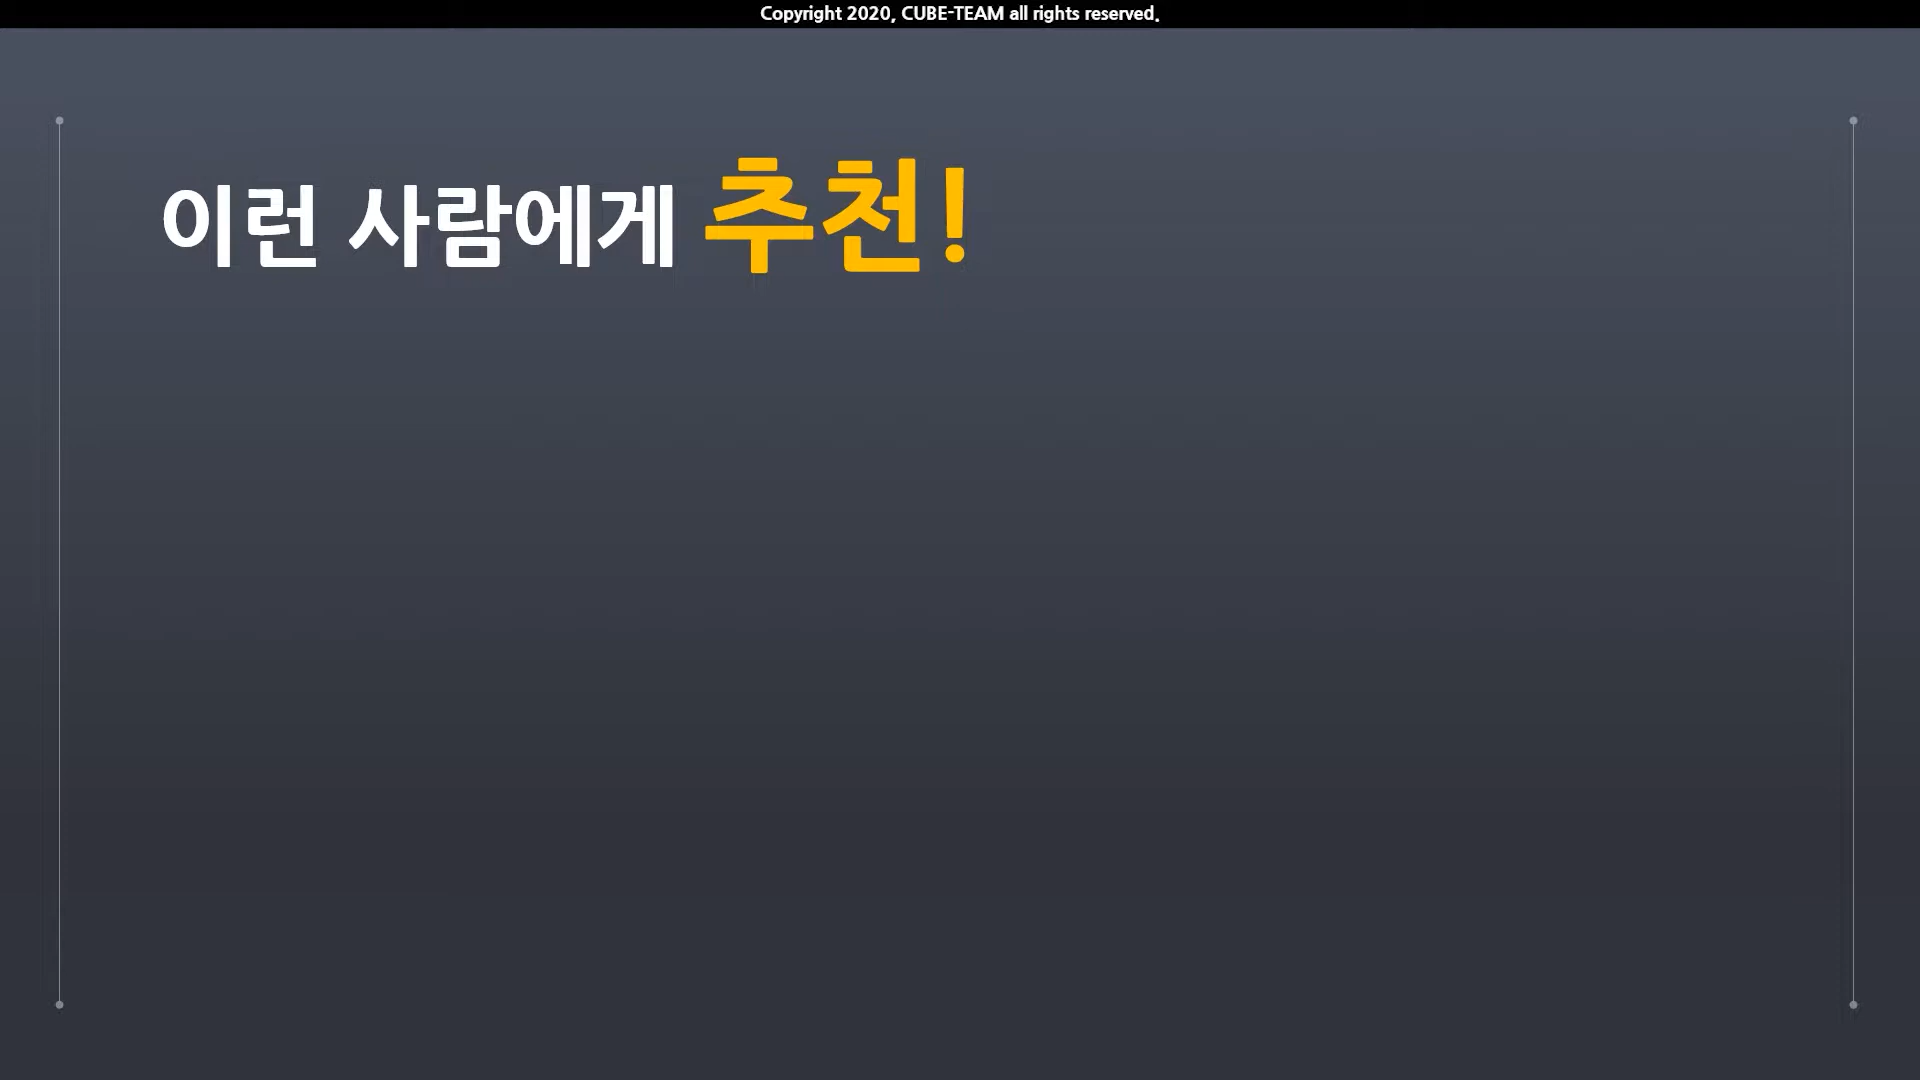 Copyright 2020, CUBE-TEAM all rights reserved.
이런 사람에게 추천!